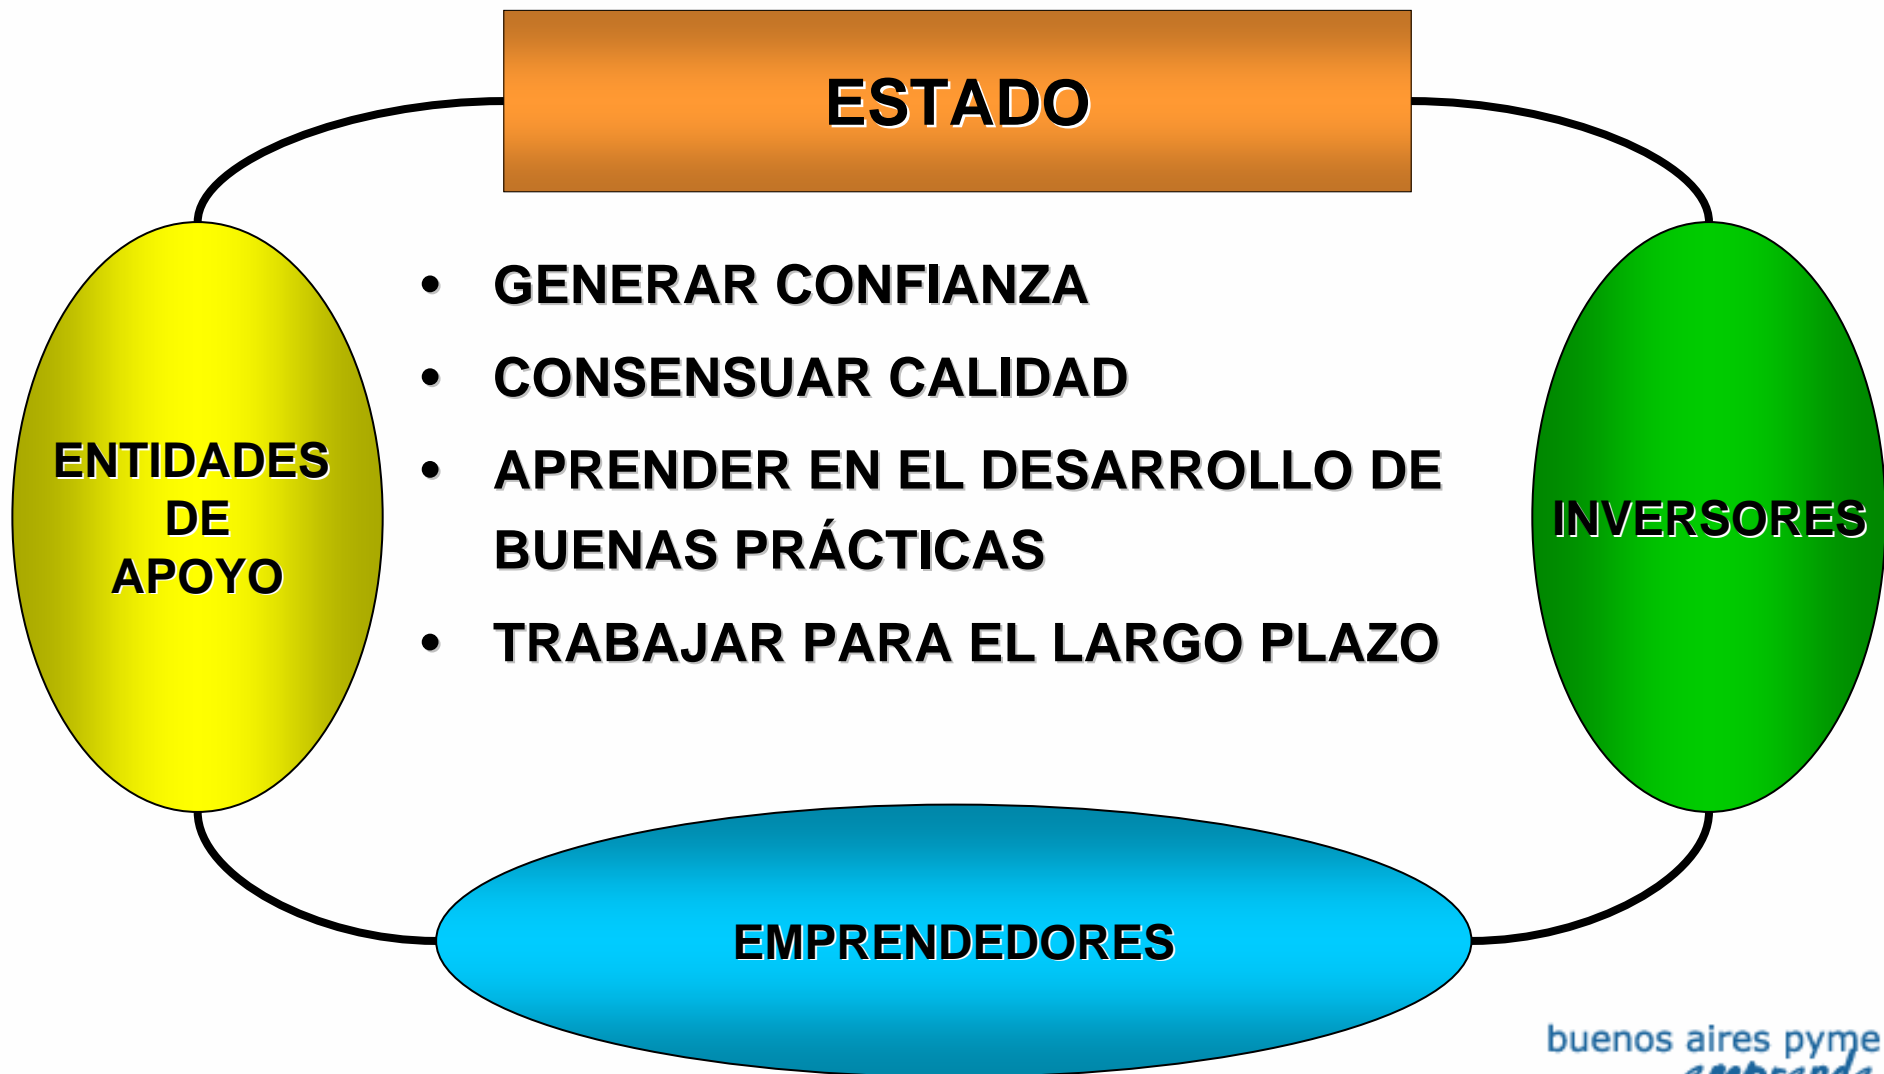 ESTADO
• GENERAR CONFIANZA
• CONSENSUAR CALIDAD
• APRENDER EN EL DESARROLLO DE
BUENAS PRÁCTICAS
• TRABAJAR PARA EL LARGO PLAZO
ENTIDADES
DE
APOYO
INVERSORES
EMPRENDEDORES
buenos aires pyme